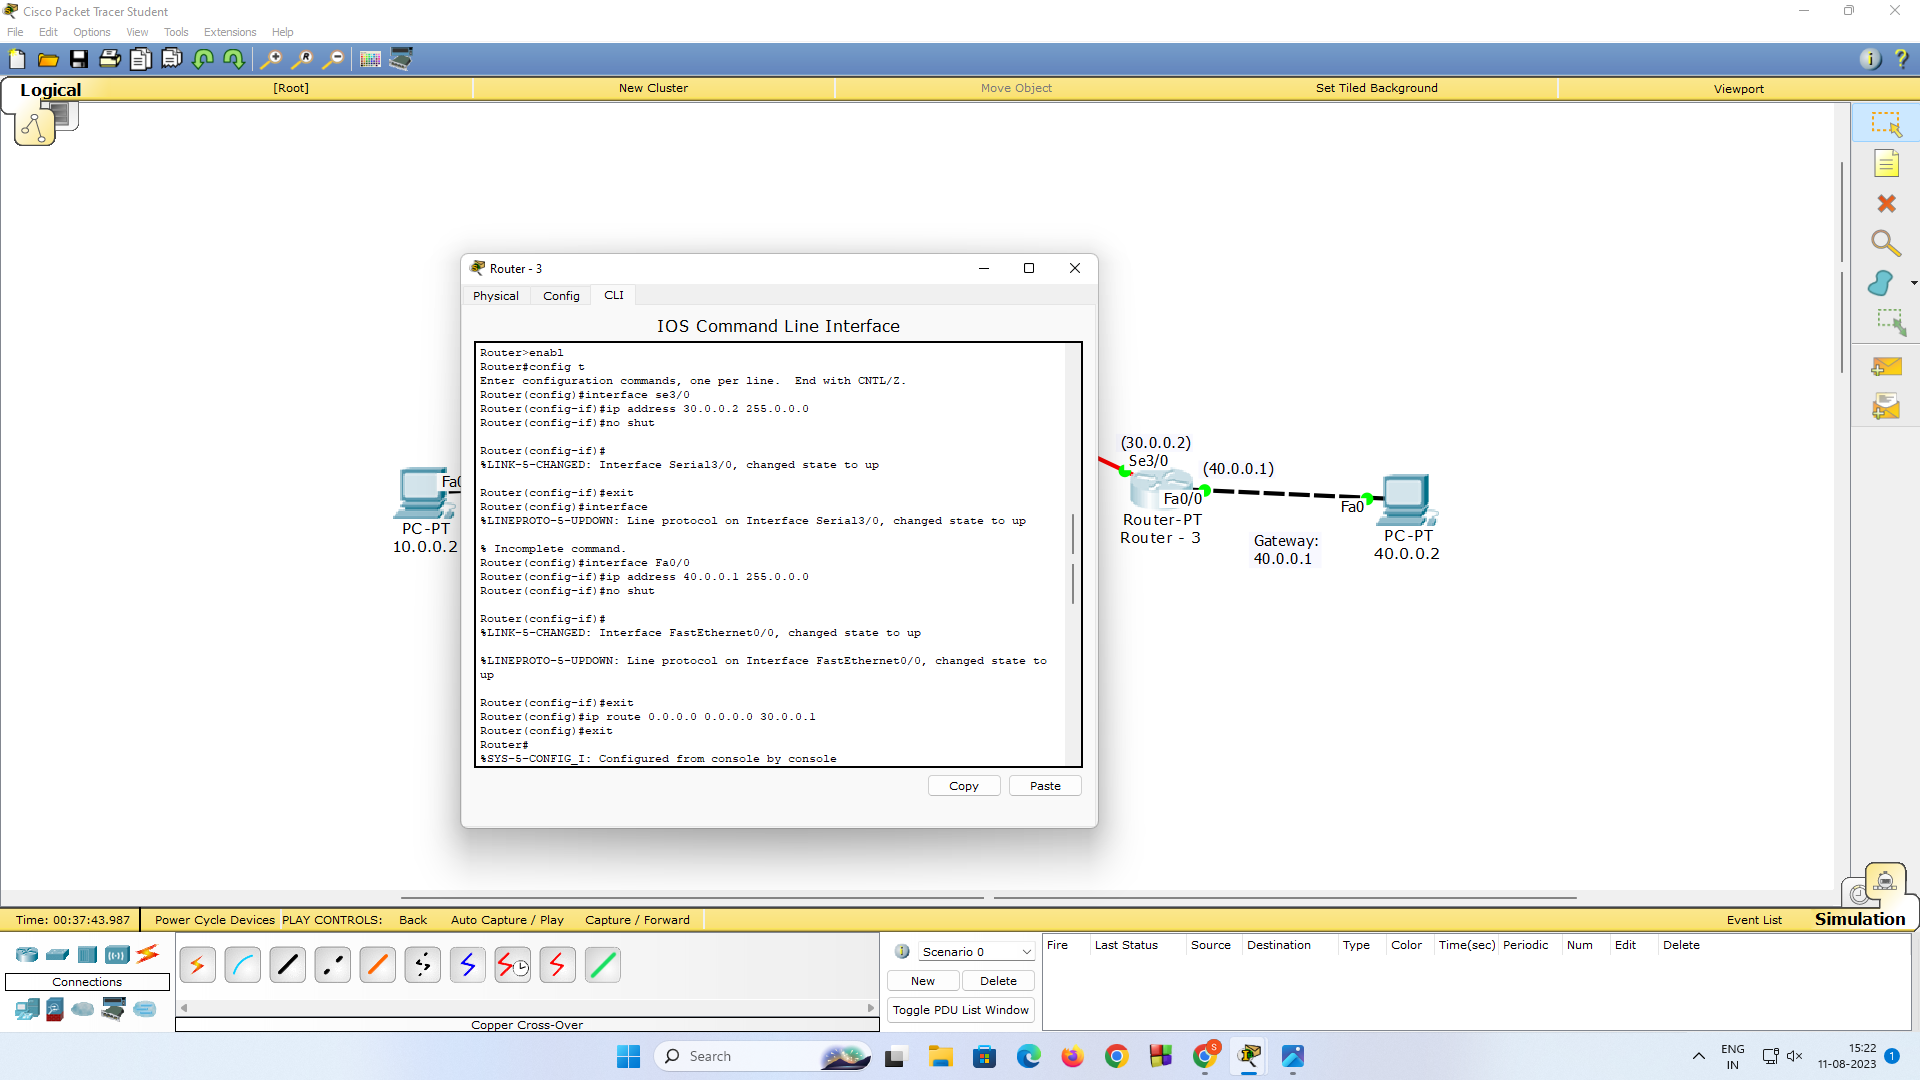 Cisco Packet Tracer Student
File Edit Options View Tools Extensions Help
Logical [Root] New Cluster Move Object Set Tiled Background Viewport
Router - 3
Physical Config CLI
IOS Command Line Interface
Router>enabl
Router#config t
Enter configuration commands, one per line.  End with CNTL/Z.
Router(config)#interface se3/0
Router(config-if)#ip address 30.0.0.2 255.0.0.0
Router(config-if)#no shut
Router(config-if)#
%LINK-5-CHANGED: Interface Serial3/0, changed state to up
Router(config-if)#exit
Router(config)#interface
%LINEPROTO-5-UPDOWN: Line protocol on Interface Serial3/0, changed state to up
% Incomplete command.
Router(config)#interface Fa0/0
Router(config-if)#ip address 40.0.0.1 255.0.0.0
Router(config-if)#no shut
Router(config-if)#
%LINK-5-CHANGED: Interface FastEthernet0/0, changed state to up
%LINEPROTO-5-UPDOWN: Line protocol on Interface FastEthernet0/0, changed state to
up
Router(config-if)#exit
Router(config)#ip route 0.0.0.0 0.0.0.0 30.0.0.1
Router(config)#exit
Router#
%SYS-5-CONFIG_I: Configured from console by console
Copy Paste
Fa0
PC-PT
10.0.0.2
(30.0.0.2)
Se3/0
(40.0.0.1)
Fa0/0
Router-PT
Router - 3
Gateway:
40.0.0.1
Fa0
PC-PT
40.0.0.2
Time: 00:37:43.987 Power Cycle Devices PLAY CONTROLS: Back Auto Capture / Play Capture / Forward Event List Simulation
Connections
Copper Cross-Over
Scenario 0
New Delete
Toggle PDU List Window
Fire Last Status Source Destination Type Color Time(sec) Periodic Num Edit Delete
Search
S
ENG
IN
15:22
11-08-2023
1